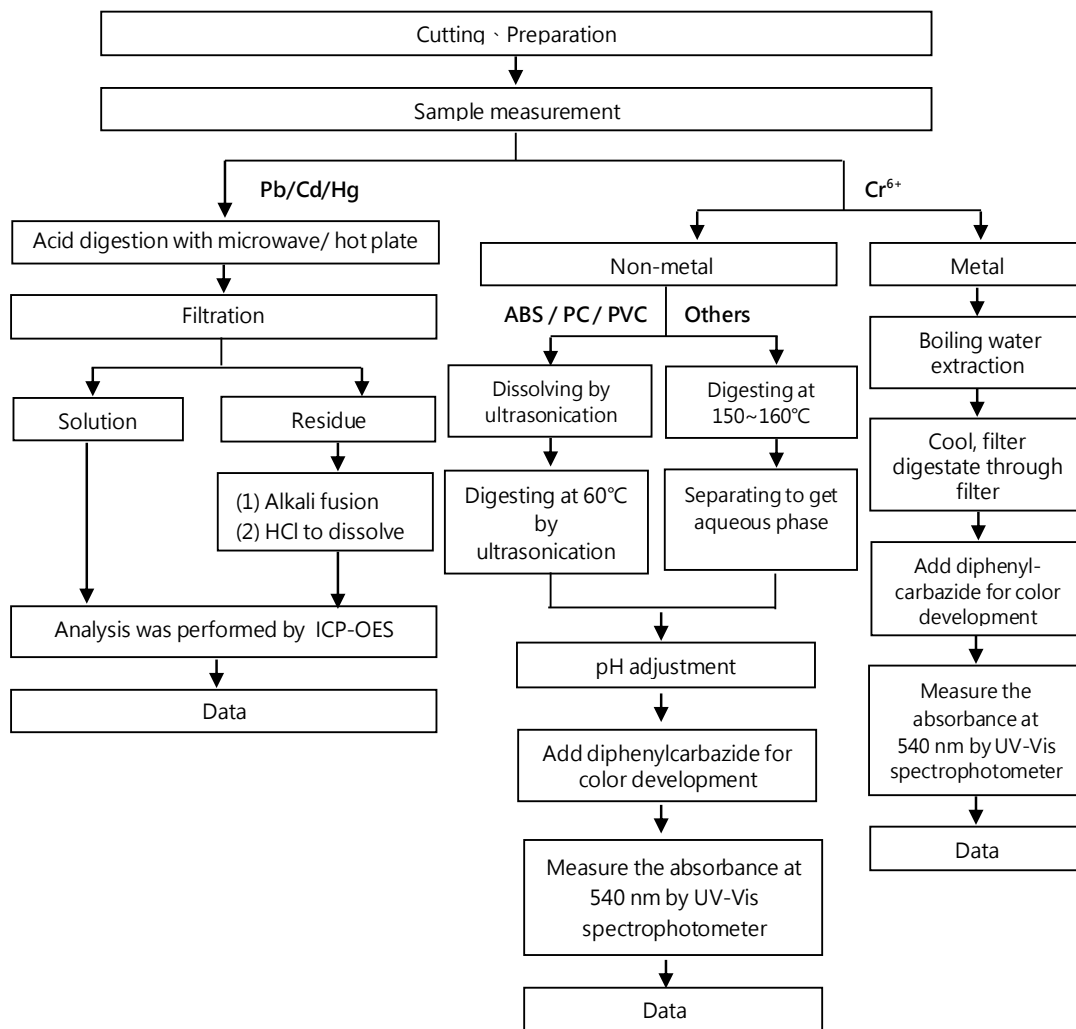 Cutting、Preparation
Sample measurement
Pb/Cd/Hg
Cr⁶⁺
Acid digestion with microwave/ hot plate
Filtration
Solution
Residue
(1) Alkali fusion
(2) HCl to dissolve
Analysis was performed by ICP-OES
Data
Non-metal
ABS / PC / PVC
Others
Dissolving by
ultrasonication
Digesting at
150~160℃
Digesting at 60℃
by
ultrasonication
Separating to get
aqueous phase
pH adjustment
Add diphenylcarbazide for
color development
Measure the absorbance at
540 nm by UV-Vis
spectrophotometer
Data
Metal
Boiling water
extraction
Cool, filter
digestate through
filter
Add diphenyl-
carbazide for color
development
Measure the
absorbance at
540 nm by UV-Vis
spectrophotometer
Data